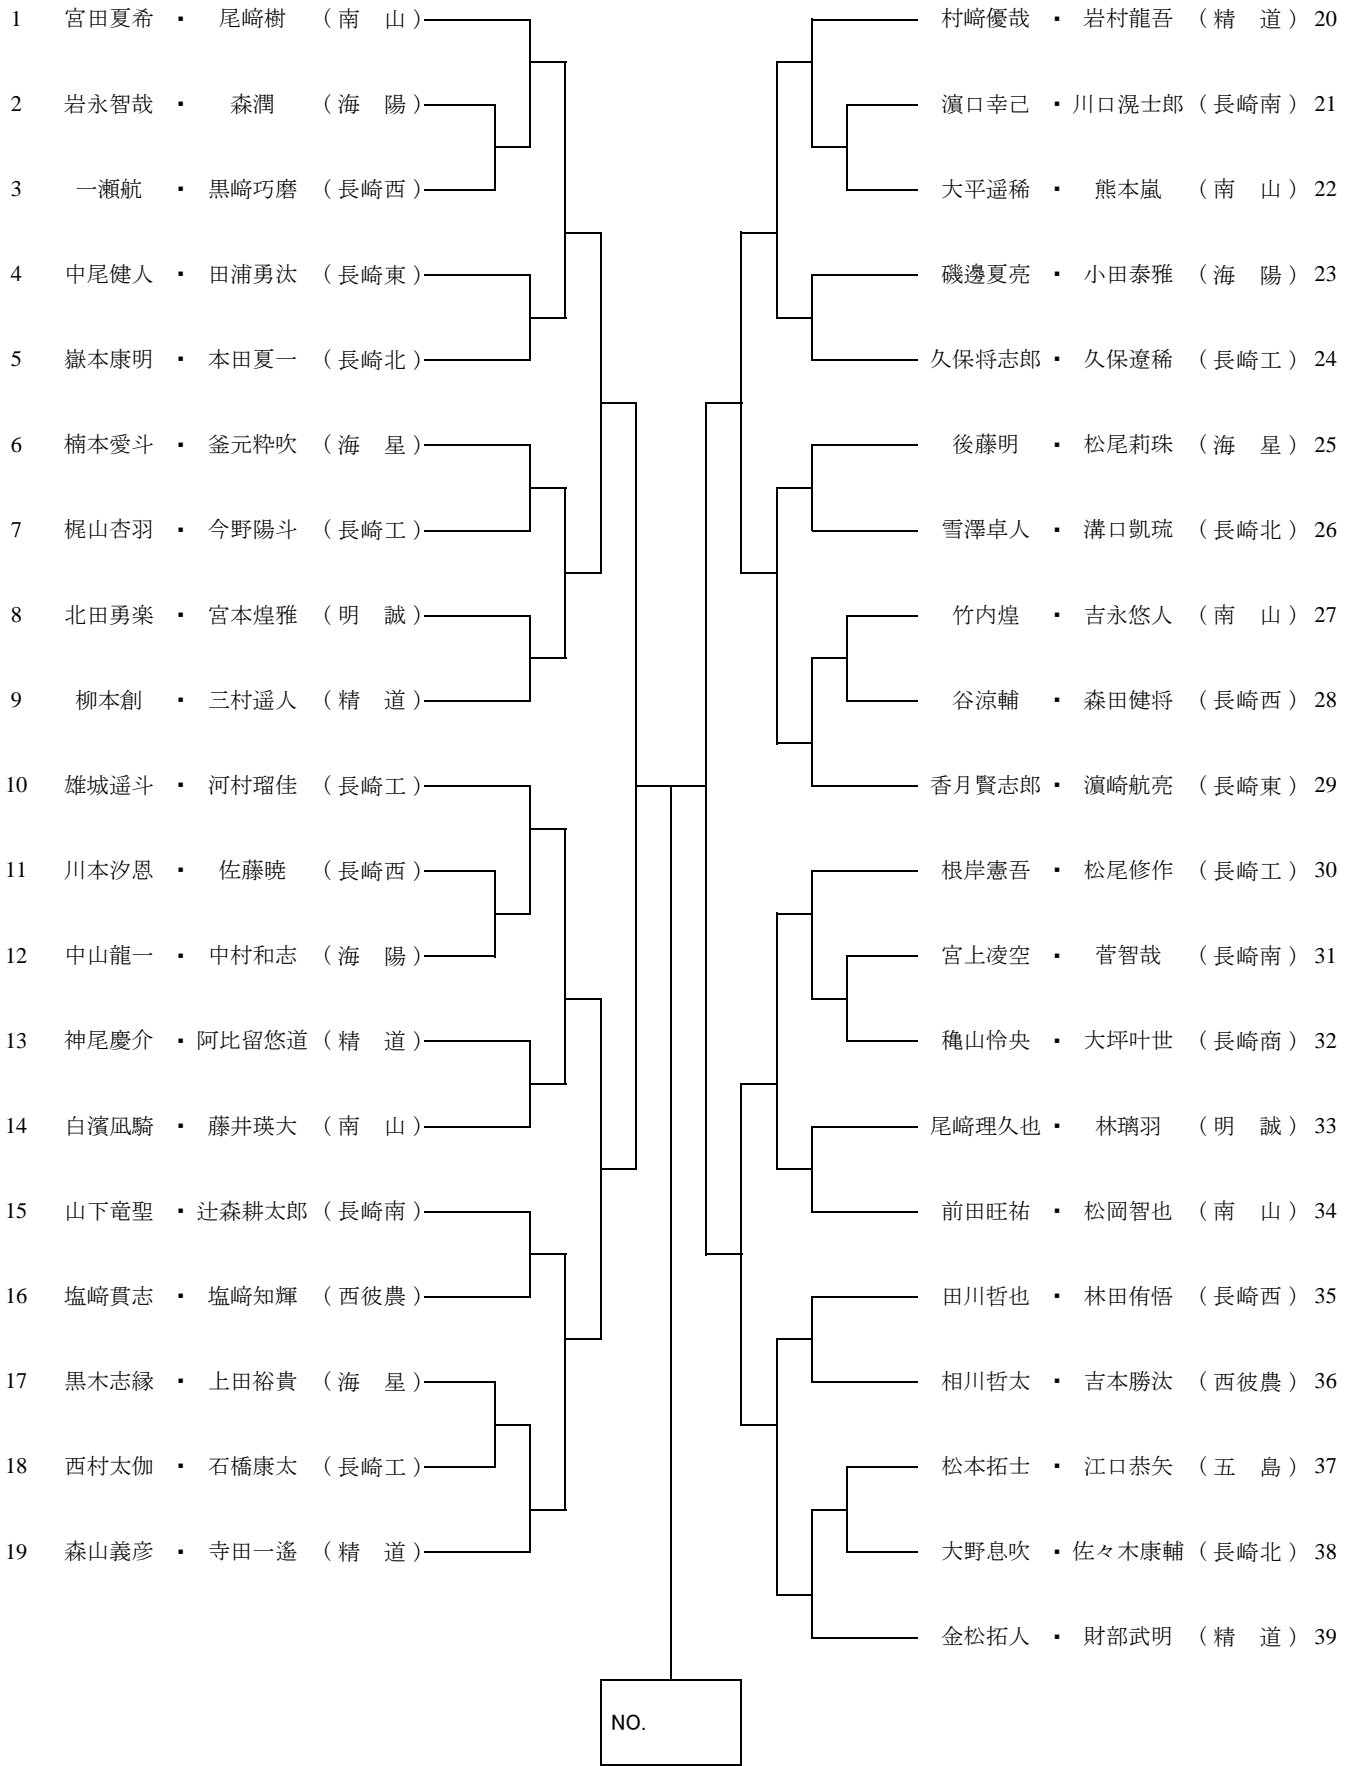 1 宮田夏希 ・ 尾﨑樹 （南　山）
2 岩永智哉 ・ 森潤 （海　陽）
3 一瀬航 ・ 黒﨑巧磨 （長崎西）
4 中尾健人 ・ 田浦勇汰 （長崎東）
5 嶽本康明 ・ 本田夏一 （長崎北）
6 楠本愛斗 ・ 釜元粋吹 （海　星）
7 梶山杏羽 ・ 今野陽斗 （長崎工）
8 北田勇楽 ・ 宮本煌雅 （明　誠）
9 柳本創 ・ 三村遥人 （精　道）
10 雄城遥斗 ・ 河村瑠佳 （長崎工）
11 川本汐恩 ・ 佐藤暁 （長崎西）
12 中山龍一 ・ 中村和志 （海　陽）
13 神尾慶介 ・ 阿比留悠道 （精　道）
14 白濱凪騎 ・ 藤井瑛大 （南　山）
15 山下竜聖 ・ 辻森耕太郎 （長崎南）
16 塩﨑貫志 ・ 塩﨑知輝 （西彼農）
17 黒木志縁 ・ 上田裕貴 （海　星）
18 西村太伽 ・ 石橋康太 （長崎工）
19 森山義彦 ・ 寺田一遙 （精　道）
村﨑優哉 ・ 岩村龍吾 （精　道） 20
濵口幸己 ・ 川口滉士郎 （長崎南） 21
大平遥稀 ・ 熊本嵐 （南　山） 22
磯邊夏亮 ・ 小田泰雅 （海　陽） 23
久保将志郎 ・ 久保遼稀 （長崎工） 24
後藤明 ・ 松尾莉珠 （海　星） 25
雪澤卓人 ・ 溝口凱琉 （長崎北） 26
竹内煌 ・ 吉永悠人 （南　山） 27
谷涼輔 ・ 森田健将 （長崎西） 28
香月賢志郎 ・ 濵崎航亮 （長崎東） 29
根岸憲吾 ・ 松尾修作 （長崎工） 30
宮上凌空 ・ 菅智哉 （長崎南） 31
穐山怜央 ・ 大坪叶世 （長崎商） 32
尾﨑理久也 ・ 林璃羽 （明　誠） 33
前田旺祐 ・ 松岡智也 （南　山） 34
田川哲也 ・ 林田侑悟 （長崎西） 35
相川哲太 ・ 吉本勝汰 （西彼農） 36
松本拓士 ・ 江口恭矢 （五　島） 37
大野息吹 ・ 佐々木康輔 （長崎北） 38
金松拓人 ・ 財部武明 （精　道） 39
NO.